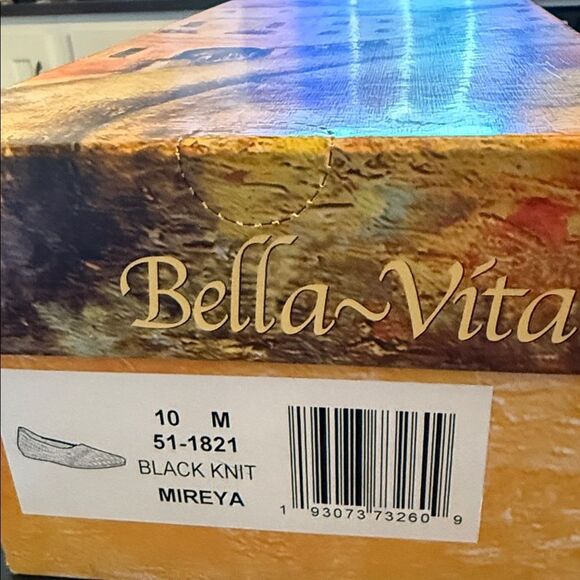 Bella~Vita
10 M
51-1821
BLACK KNIT
MIREYA
1 93073 73260 9